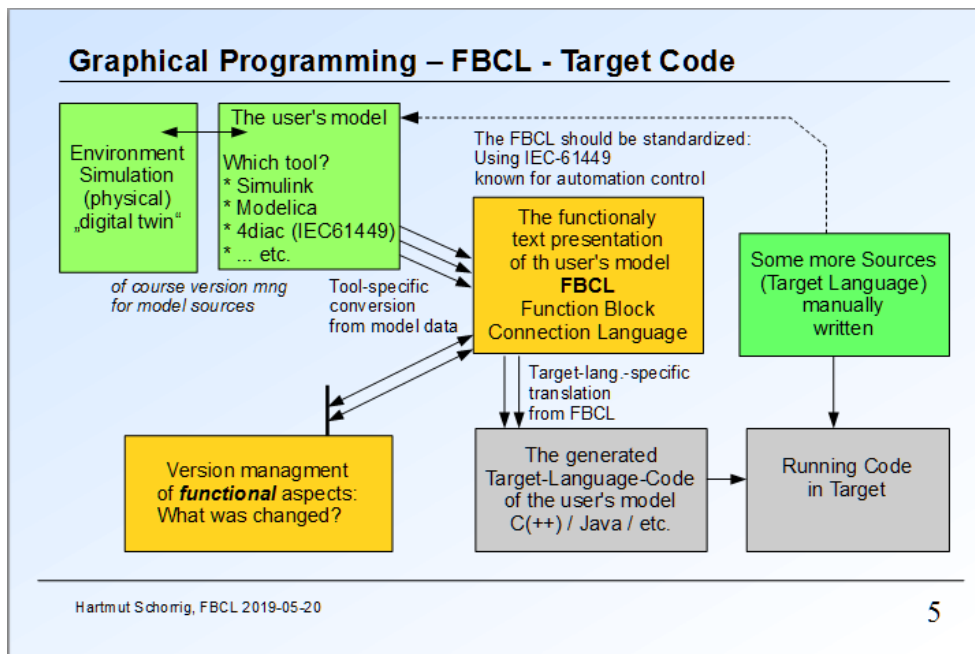 Graphical Programming – FBCL - Target Code
Environment
Simulation
(physical)
„digital twin“
The user's model
Which tool?
* Simulink
* Modelica
* 4diac (IEC61449)
* ... etc.
The FBCL should be standardized:
Using IEC-61449
known for automation control
The functionaly
text presentation
of th user's model
FBCL
Function Block
Connection Language
Some more Sources
(Target Language)
manually
written
of course version mng
for model sources
Tool-specific
conversion
from model data
Target-lang.-specific
translation
from FBCL
Version managment
of functional aspects:
What was changed?
The generated
Target-Language-Code
of the user's model
C(++) / Java / etc.
Running Code
in Target
Hartmut Schorrig, FBCL 2019-05-20
5